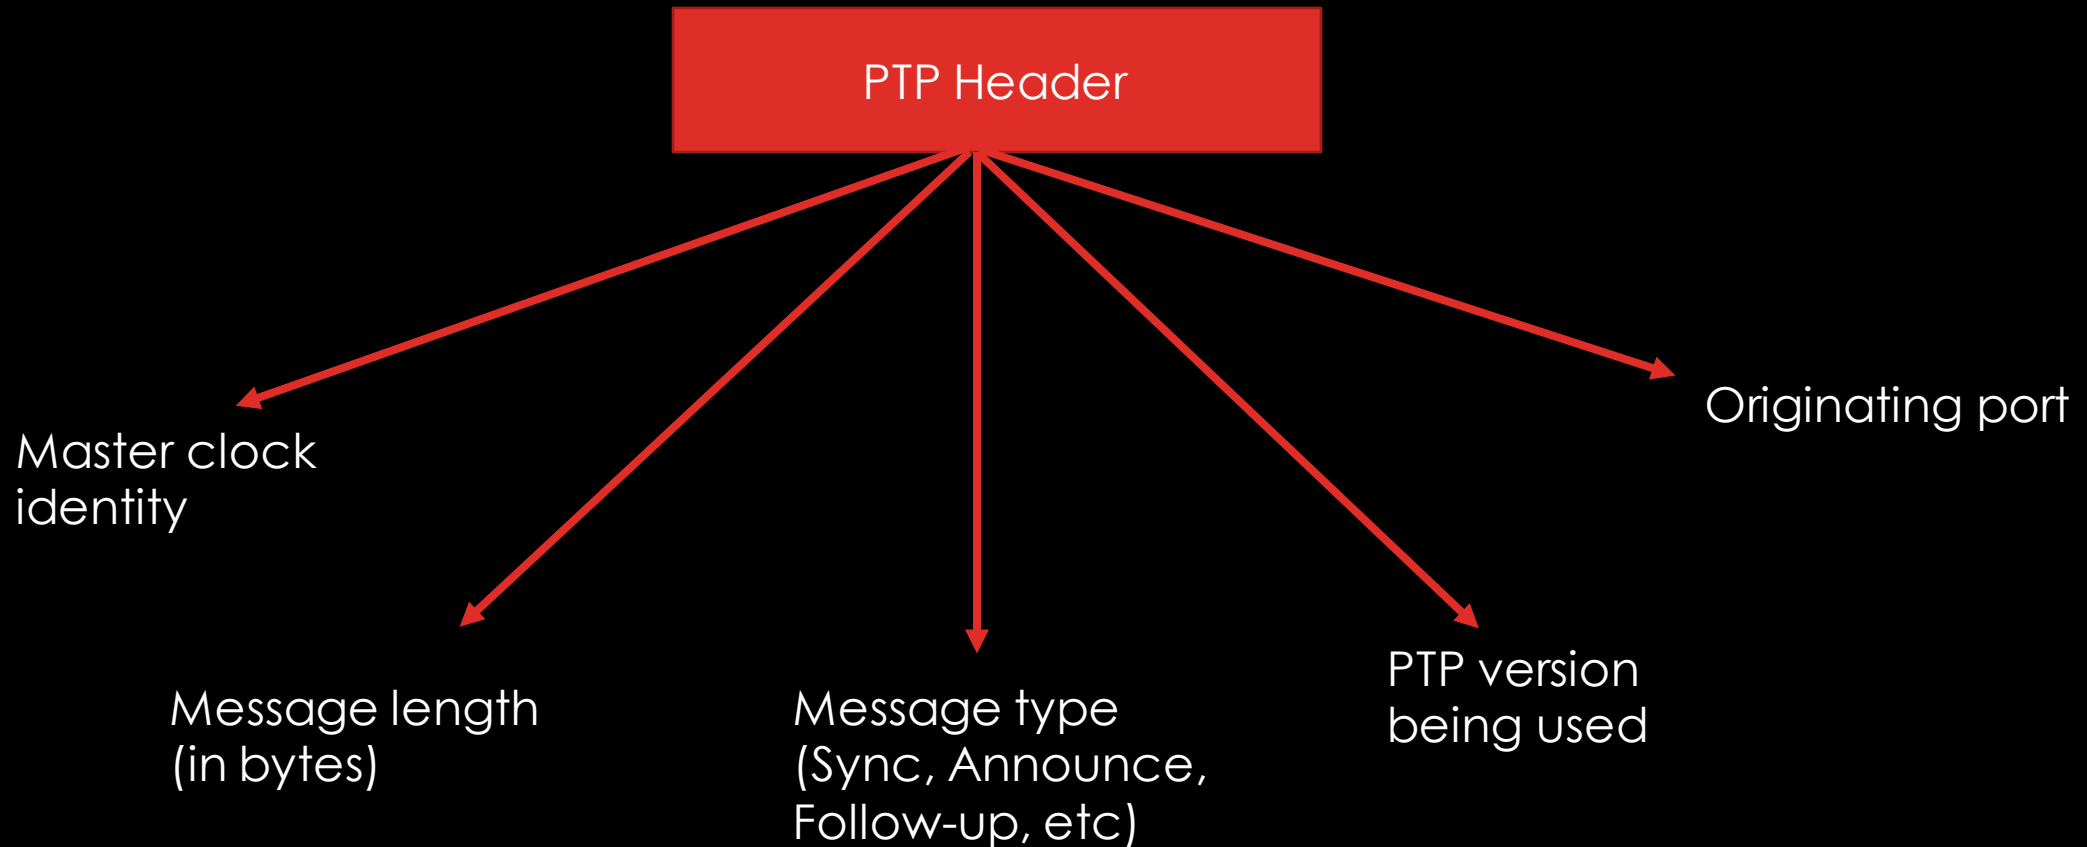 PTP Header
Master clock
identity
Message length
(in bytes)
Message type
(Sync, Announce,
Follow-up, etc)
PTP version
being used
Originating port